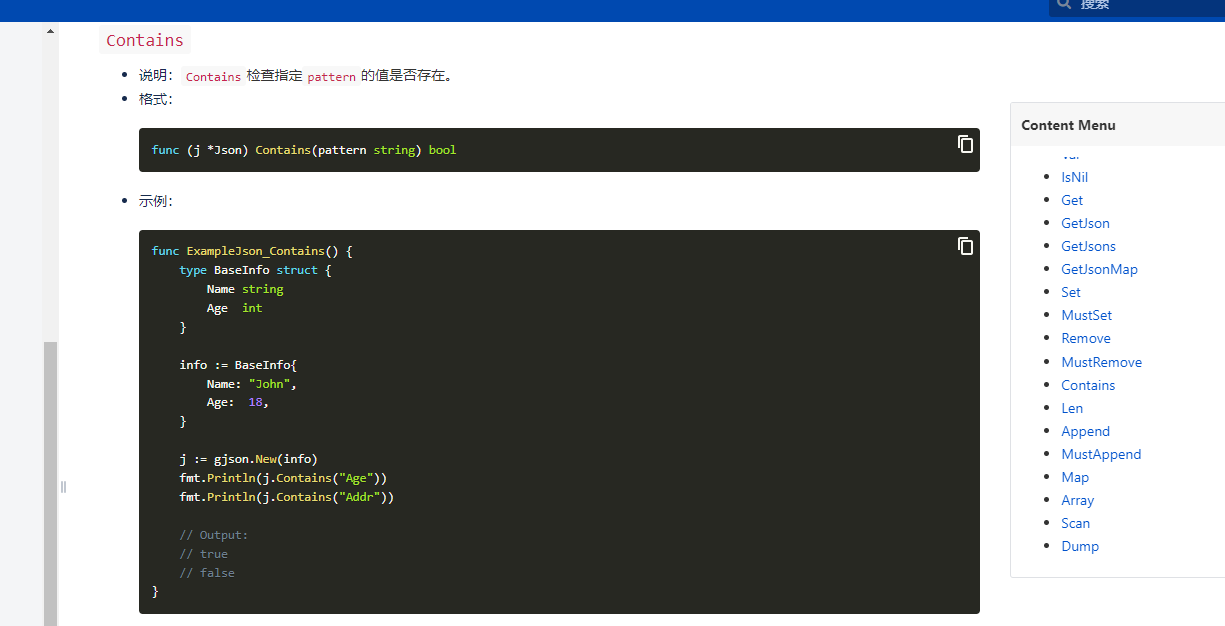 搜索
Contains
说明： Contains 检查指定 pattern 的值是否存在。
格式：
func (j *Json) Contains(pattern string) bool
示例：
func ExampleJson_Contains() {
    type BaseInfo struct {
        Name string
        Age  int
    }
    info := BaseInfo{
        Name: "John",
        Age:  18,
    }
    j := gjson.New(info)
    fmt.Println(j.Contains("Age"))
    fmt.Println(j.Contains("Addr"))
    // Output:
    // true
    // false
}
Content Menu
IsNil
Get
GetJson
GetJsons
GetJsonMap
Set
MustSet
Remove
MustRemove
Contains
Len
Append
MustAppend
Map
Array
Scan
Dump